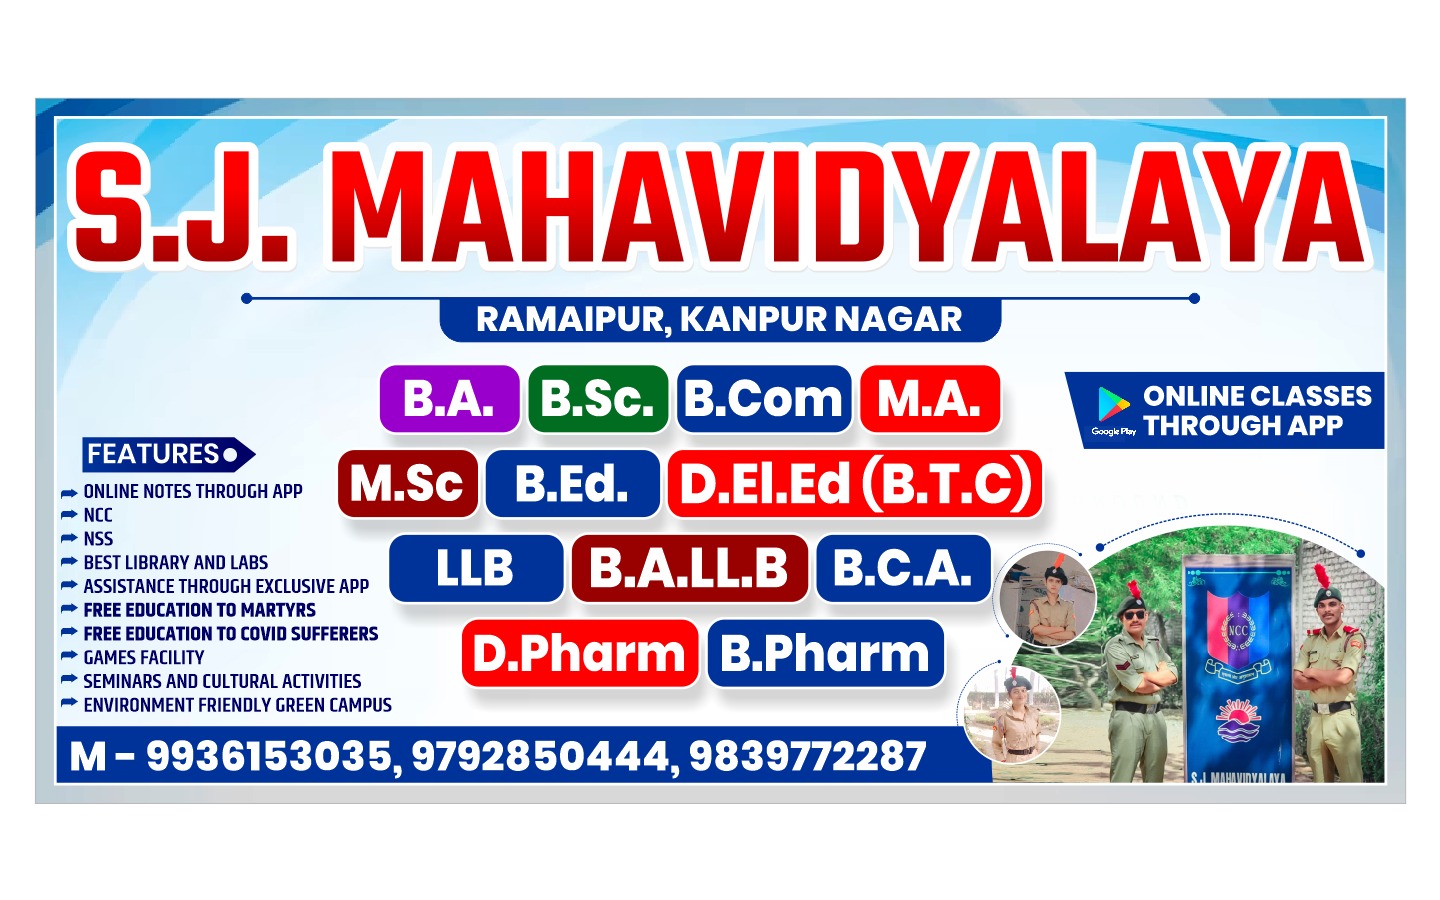 S.J. MAHAVIDYALAYA
RAMAIPUR, KANPUR NAGAR
B.A. B.Sc. B.Com M.A.
M.Sc B.Ed. D.El.Ed (B.T.C)
LLB B.A.LL.B B.C.A.
D.Pharm B.Pharm
Google Play
ONLINE CLASSES
THROUGH APP
FEATURES
ONLINE NOTES THROUGH APP
NCC
NSS
BEST LIBRARY AND LABS
ASSISTANCE THROUGH EXCLUSIVE APP
FREE EDUCATION TO MARTYRS
FREE EDUCATION TO COVID SUFFERERS
GAMES FACILITY
SEMINARS AND CULTURAL ACTIVITIES
ENVIRONMENT FRIENDLY GREEN CAMPUS
NCC
S.J. MAHAVIDYALAYA
M - 9936153035, 9792850444, 9839772287